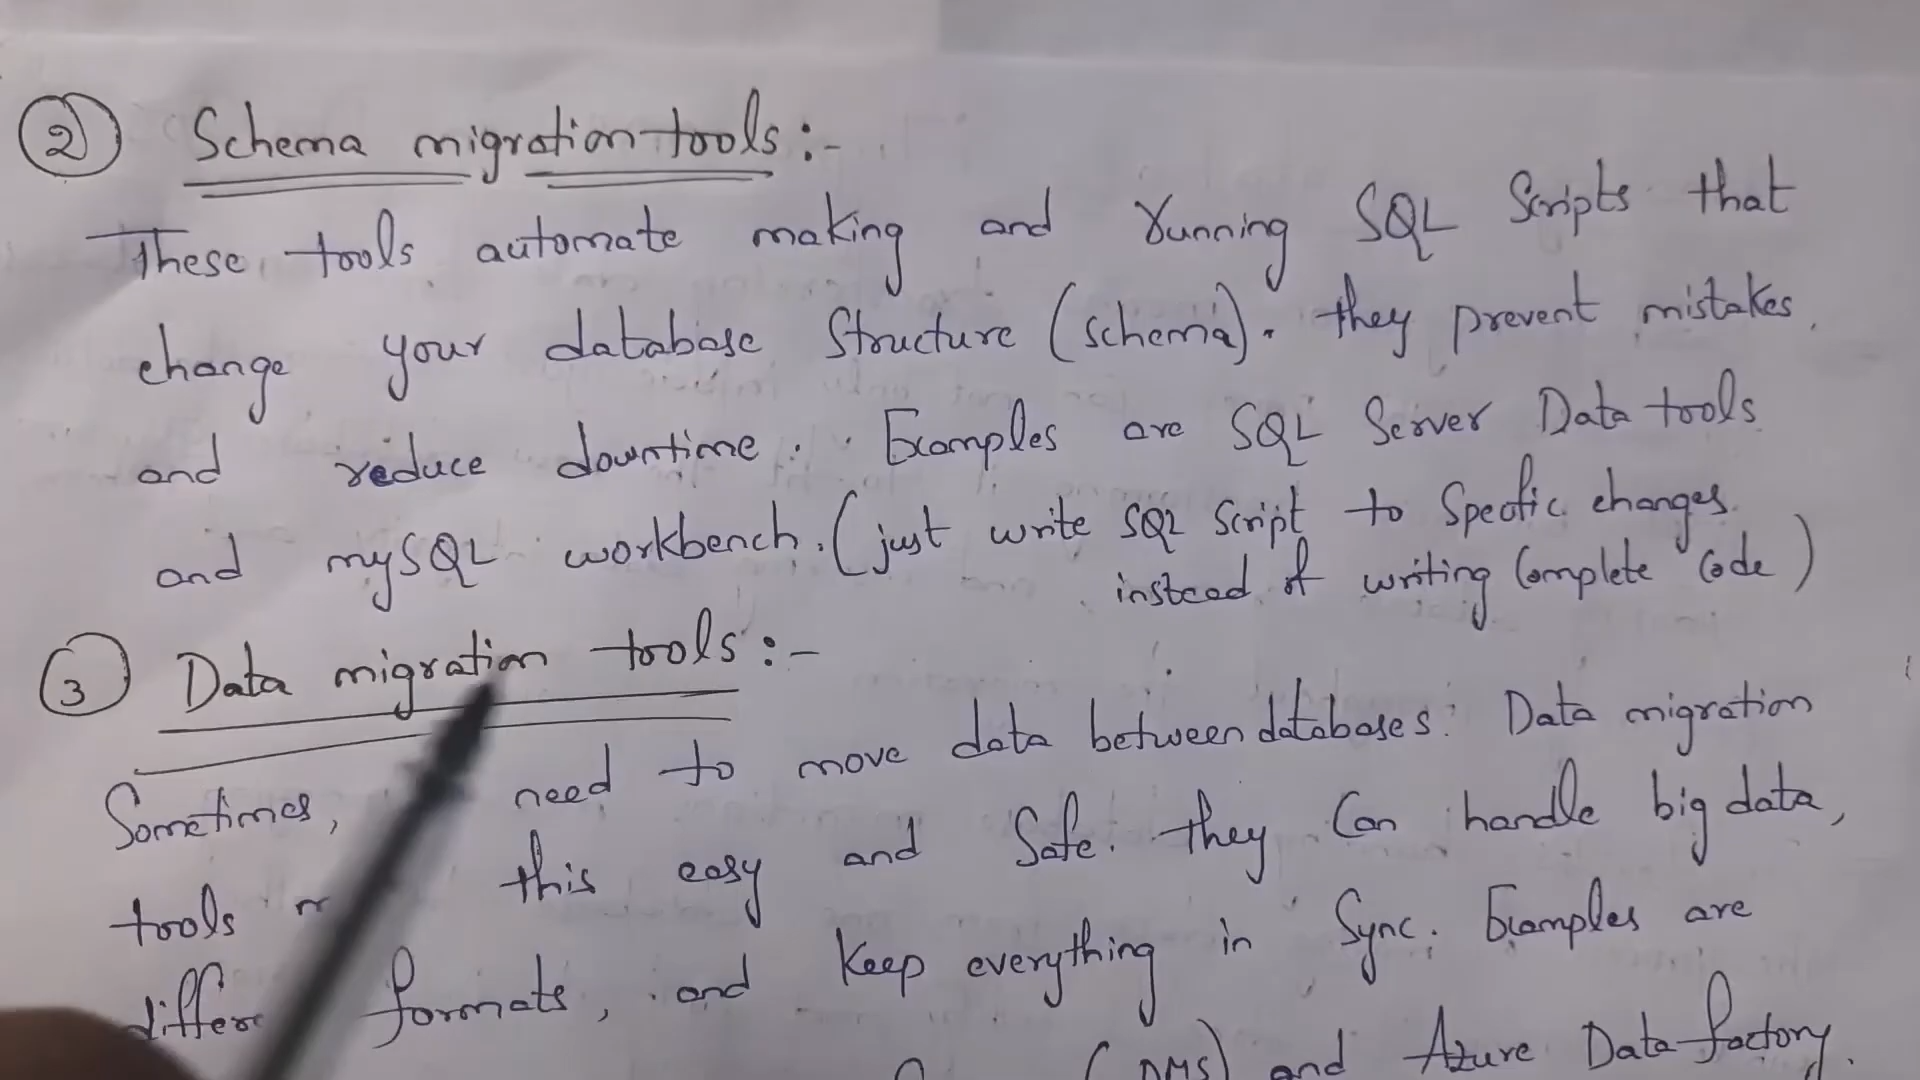 2 Schema migration tools :-
These tools automate making and running SQL Scripts that
change your database Structure (schema). they prevent mistakes
and reduce downtime. Examples are SQL Server Data tools
and mySQL workbench. (just write SQL Script to Specific changes
instead of writing Complete Code)
3 Data migration tools :-
Sometimes, need to move data between databases. Data migration
tools this easy and Safe. they Can handle big data,
formats, and Keep everything in Sync. Examples are
(DMS) and Azure Data factory.